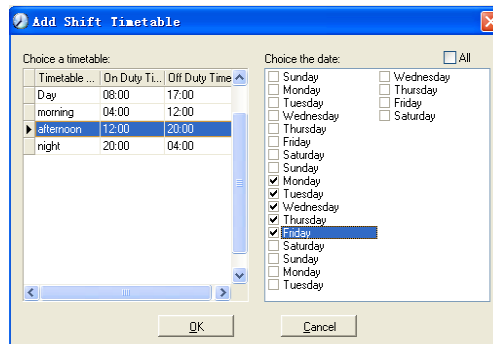 Add Shift Timetable
Choice a timetable:
Timetable ... On Duty Ti... Off Duty Time
Day 08:00 17:00
morning 04:00 12:00
afternoon 12:00 20:00
night 20:00 04:00
Choice the date:
All
Sunday
Monday
Tuesday
Wednesday
Thursday
Friday
Saturday
Sunday
Monday
Tuesday
Wednesday
Thursday
Friday
Saturday
Sunday
Monday
Tuesday
Wednesday
Thursday
Friday
Saturday
OK
Cancel